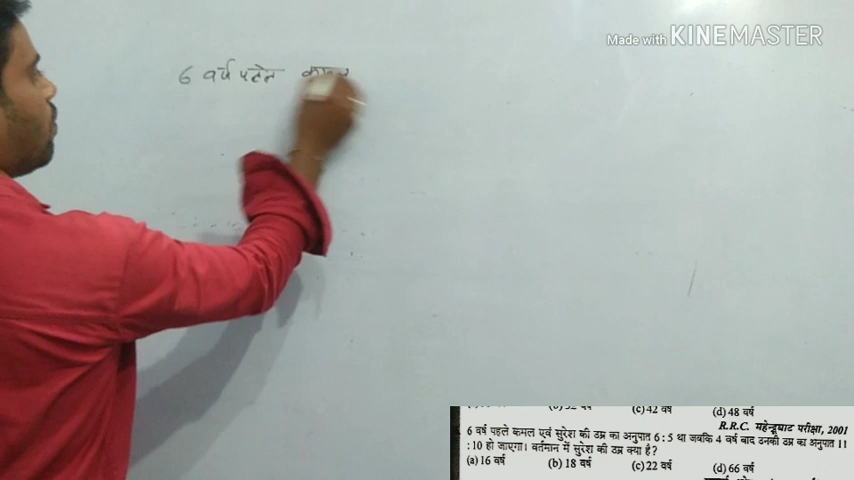 Made with KINEMASTER
6 वर्ष पहले कमल
(c) 42 वर्ष (d) 48 वर्ष
R.R.C. महेन्द्रूघाट परीक्षा, 2001
6 वर्ष पहले कमल एवं सुरेश की उम्र का अनुपात 6 : 5 था जबकि 4 वर्ष बाद उनकी उम्र का अनुपात 11
: 10 हो जाएगा। वर्तमान में सुरेश की उम्र क्या है?
(a) 16 वर्ष (b) 18 वर्ष (c) 22 वर्ष (d) 66 वर्ष